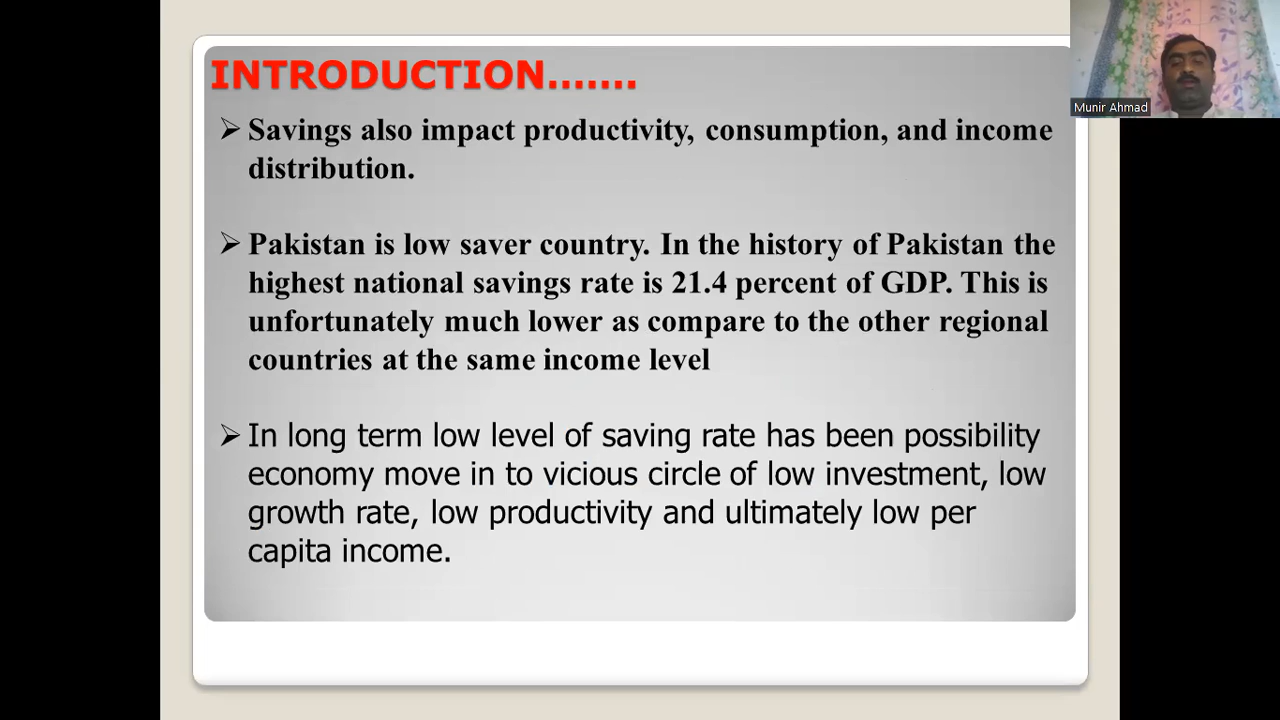 INTRODUCTION.......
Savings also impact productivity, consumption, and income
distribution.
Pakistan is low saver country. In the history of Pakistan the
highest national savings rate is 21.4 percent of GDP. This is
unfortunately much lower as compare to the other regional
countries at the same income level
In long term low level of saving rate has been possibility
economy move in to vicious circle of low investment, low
growth rate, low productivity and ultimately low per
capita income.
Munir Ahmad